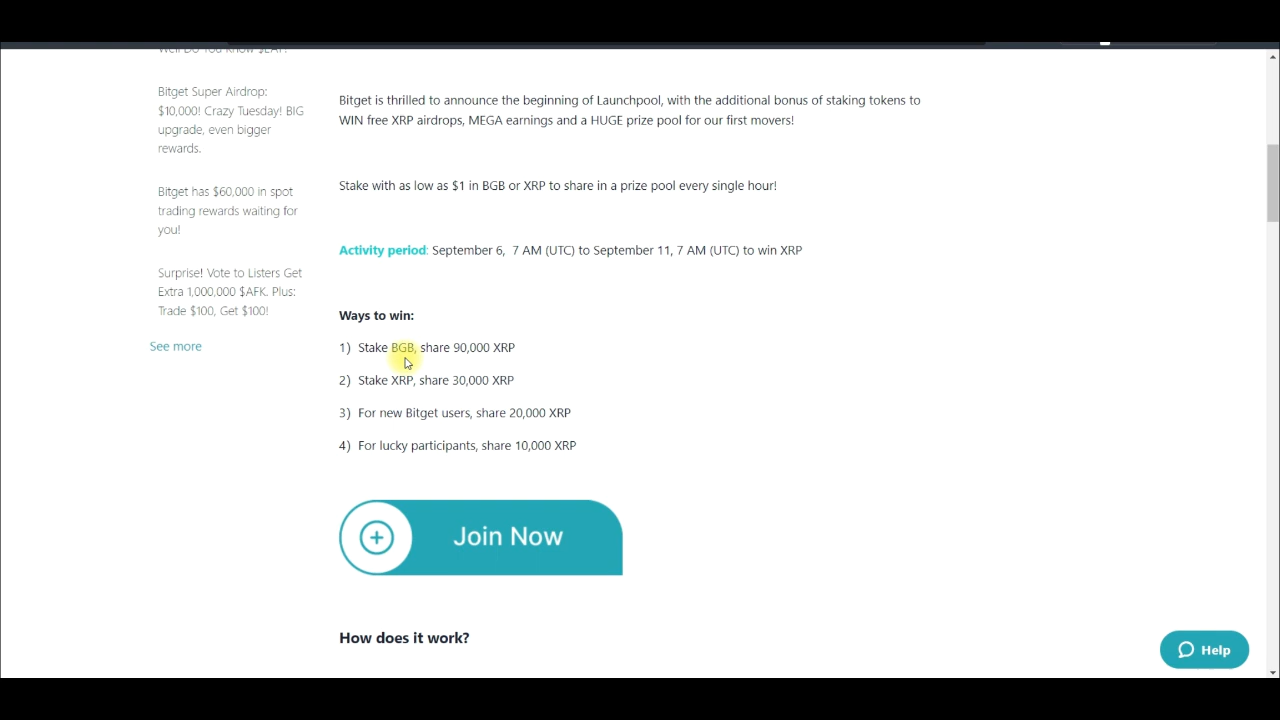 Well Do You Know $EAT?
Bitget Super Airdrop:
$10,000! Crazy Tuesday! BIG
upgrade, even bigger
rewards.
Bitget has $60,000 in spot
trading rewards waiting for
you!
Surprise! Vote to Listers Get
Extra 1,000,000 $AFK. Plus:
Trade $100, Get $100!
See more
Bitget is thrilled to announce the beginning of Launchpool, with the additional bonus of staking tokens to
WIN free XRP airdrops, MEGA earnings and a HUGE prize pool for our first movers!
Stake with as low as $1 in BGB or XRP to share in a prize pool every single hour!
Activity period: September 6, 7 AM (UTC) to September 11, 7 AM (UTC) to win XRP
Ways to win:
1) Stake BGB, share 90,000 XRP
2) Stake XRP, share 30,000 XRP
3) For new Bitget users, share 20,000 XRP
4) For lucky participants, share 10,000 XRP
Join Now
How does it work?
Help